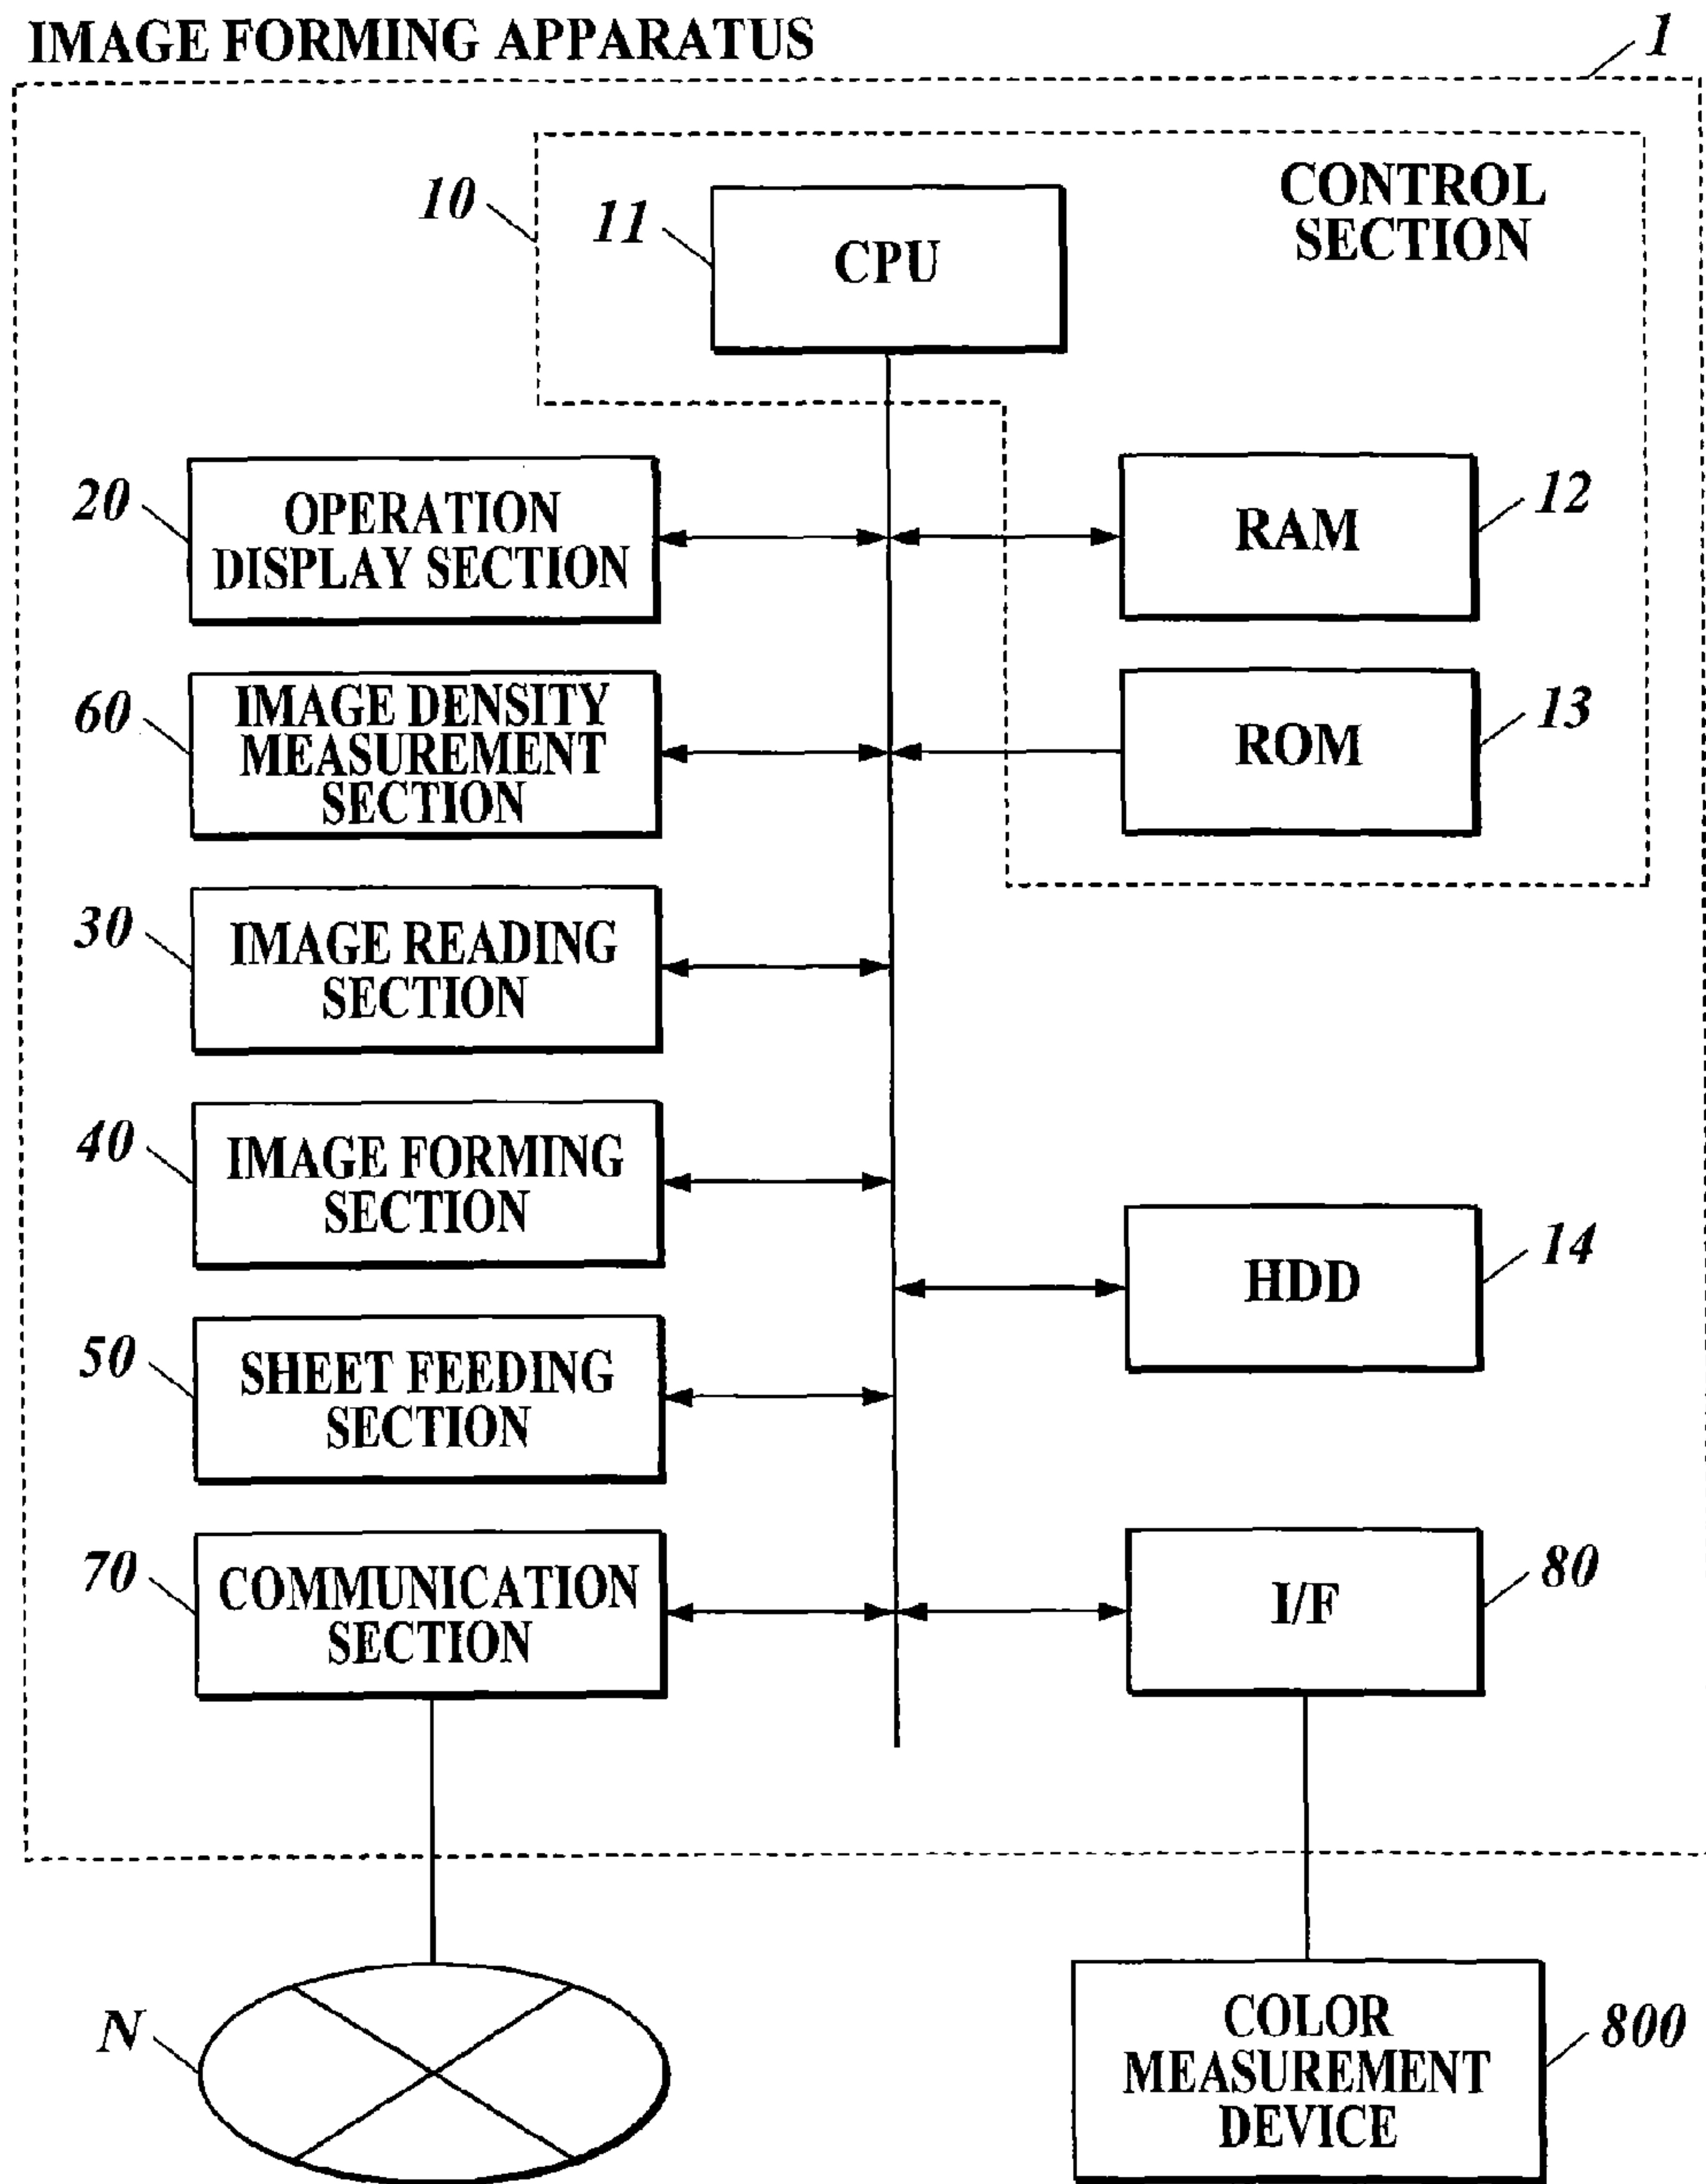 IMAGE FORMING APPARATUS
1
CONTROL
SECTION
10
11
CPU
20
OPERATION
DISPLAY SECTION
RAM
12
60
IMAGE DENSITY
MEASUREMENT
SECTION
ROM
13
30
IMAGE READING
SECTION
40
IMAGE FORMING
SECTION
HDD
14
50
SHEET FEEDING
SECTION
70
COMMUNICATION
SECTION
I/F
80
N
COLOR
MEASUREMENT
DEVICE
800